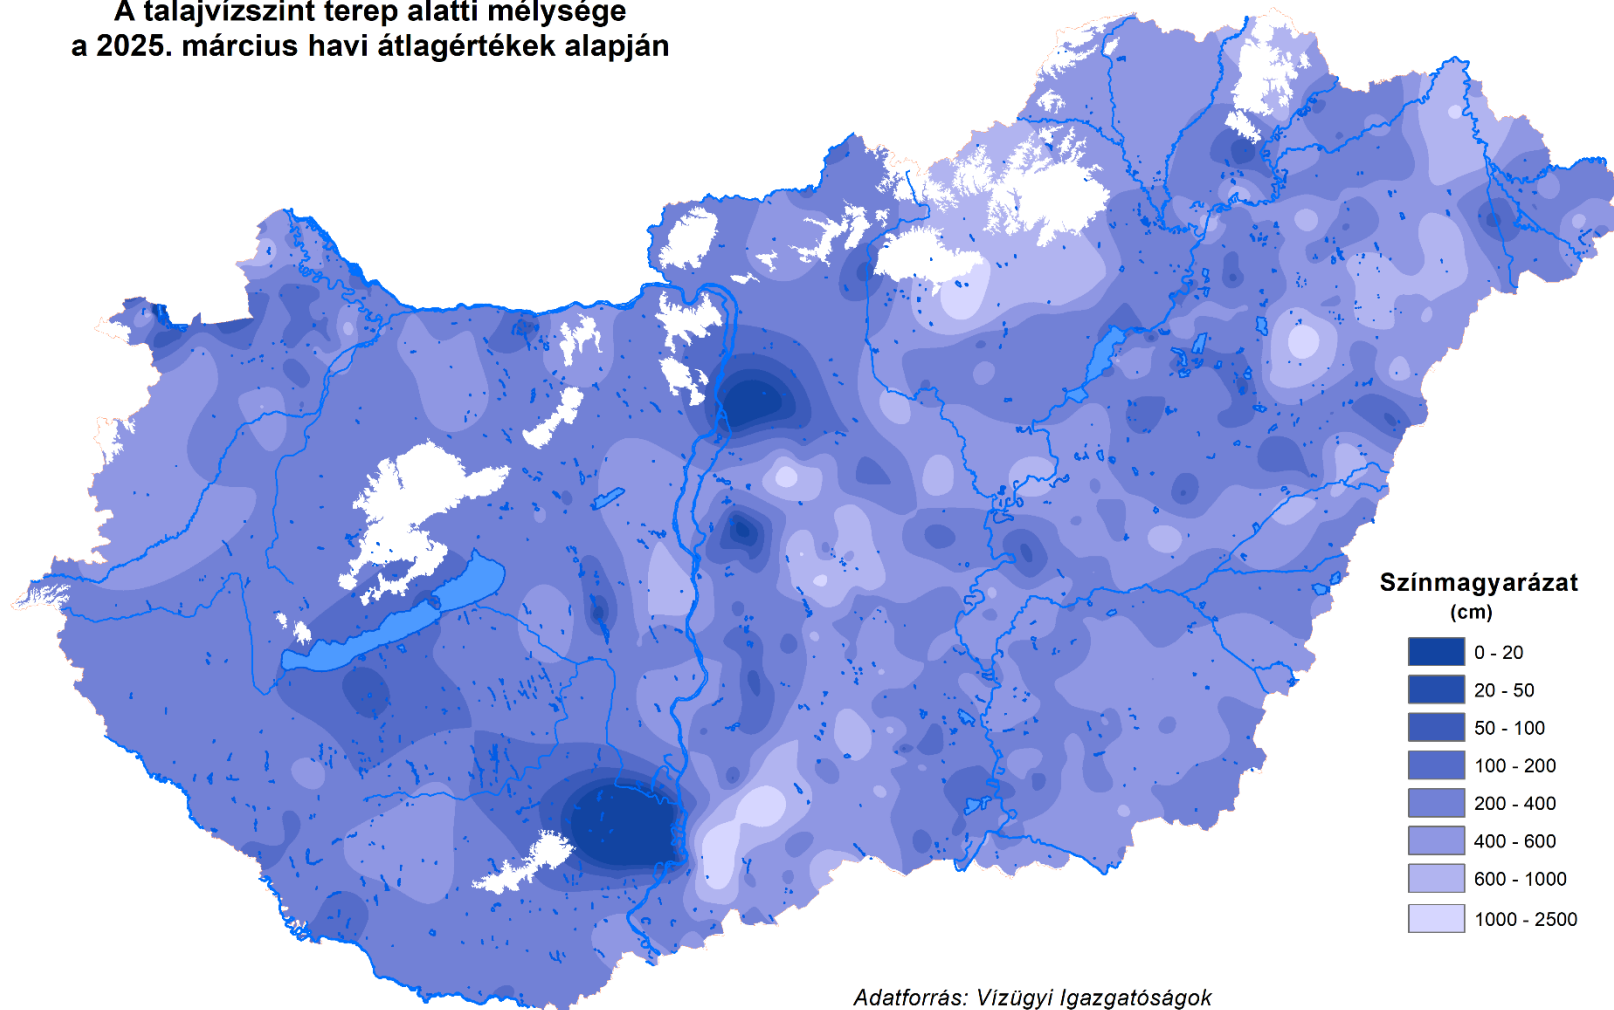 A talajvízszint terep alatti mélysége
a 2025. március havi átlagértékek alapján
Színmagyarázat
(cm)
0 - 20
20 - 50
50 - 100
100 - 200
200 - 400
400 - 600
600 - 1000
1000 - 2500
Adatforrás: Vízügyi Igazgatóságok